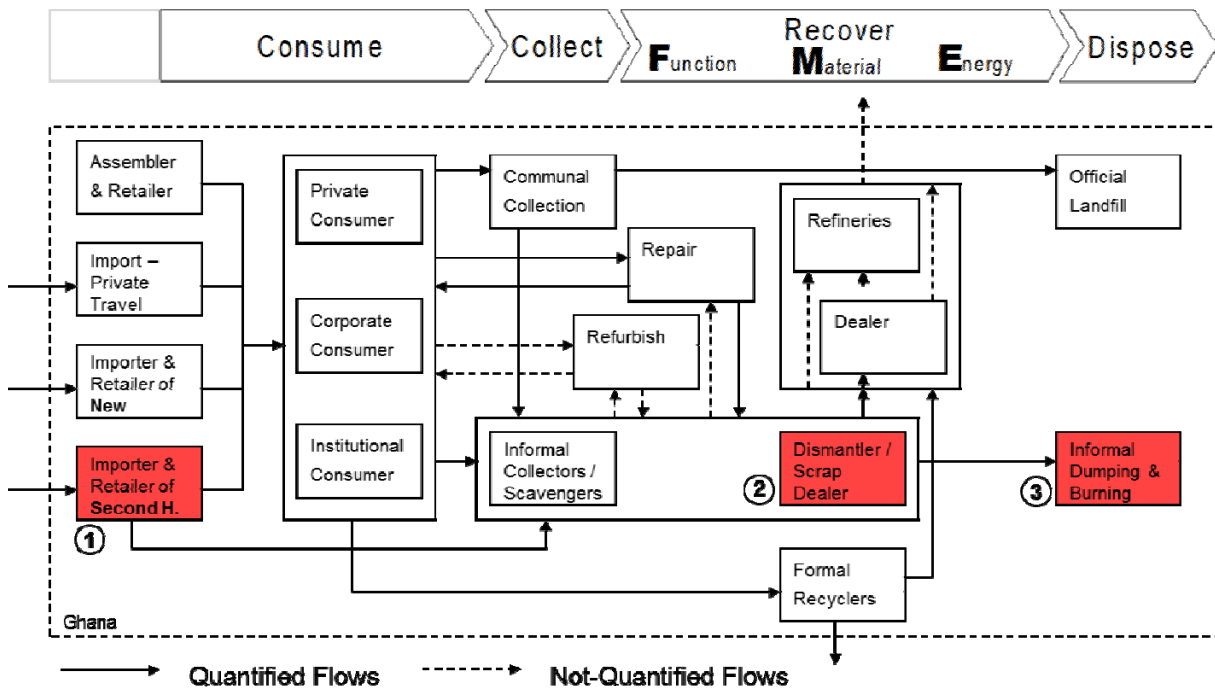 Consume
Collect
Recover
Function Material Energy
Dispose
Assembler
& Retailer
Import –
Private
Travel
Importer &
Retailer of
New
Importer &
Retailer of
Second H.
1
Private
Consumer
Corporate
Consumer
Institutional
Consumer
Communal
Collection
Repair
Refurbish
Informal
Collectors /
Scavengers
Refineries
Dealer
Dismantler /
Scrap
Dealer
2
Formal
Recyclers
Official
Landfill
Informal
Dumping &
Burning
3
Ghana
Quantified Flows
Not-Quantified Flows